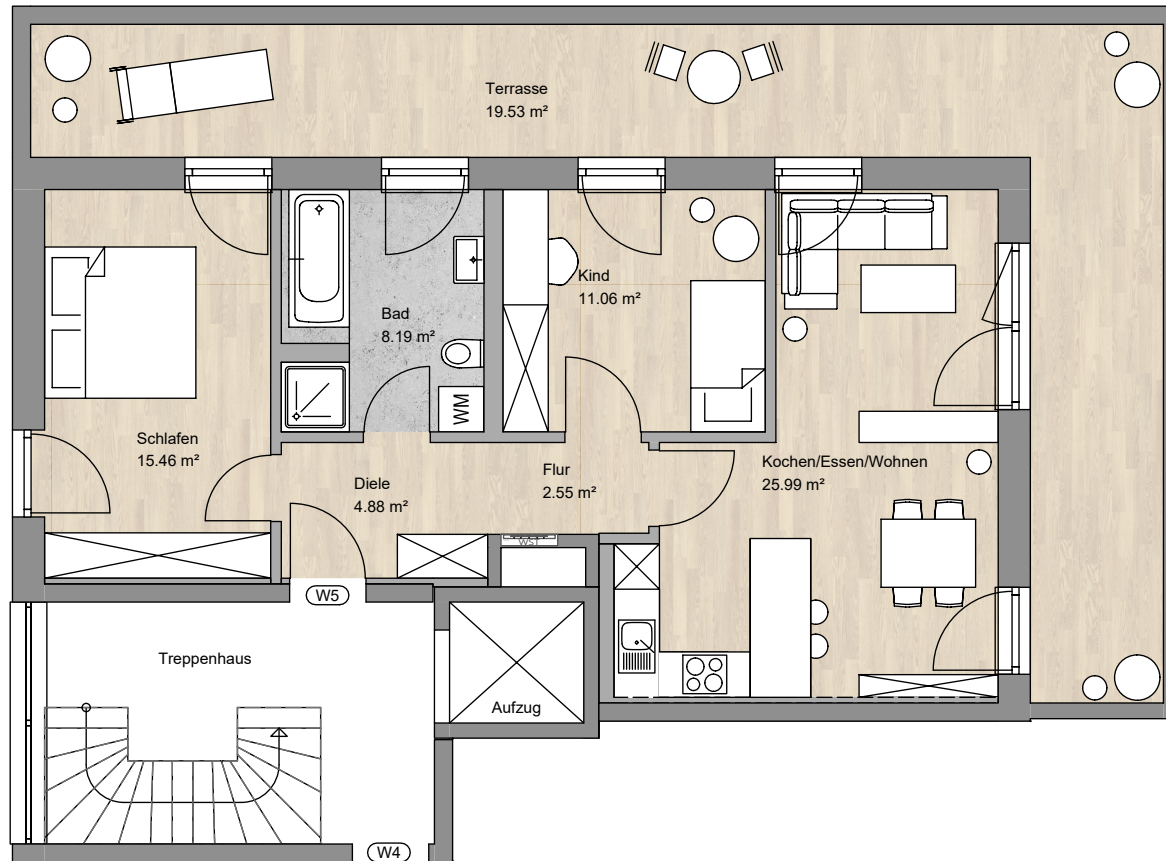 Terrasse
19.53 m²
Kind
11.06 m²
Bad
8.19 m²
WM
Schlafen
15.46 m²
Kochen/Essen/Wohnen
25.99 m²
Flur
2.55 m²
Diele
4.88 m²
WST
W5
Treppenhaus
Aufzug
W4